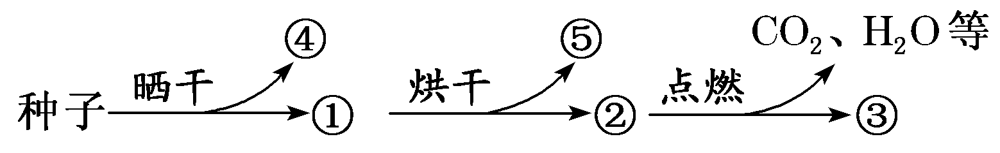 ④ ⑤ CO₂、H₂O等
晒干 烘干 点燃
种子 ① ② ③